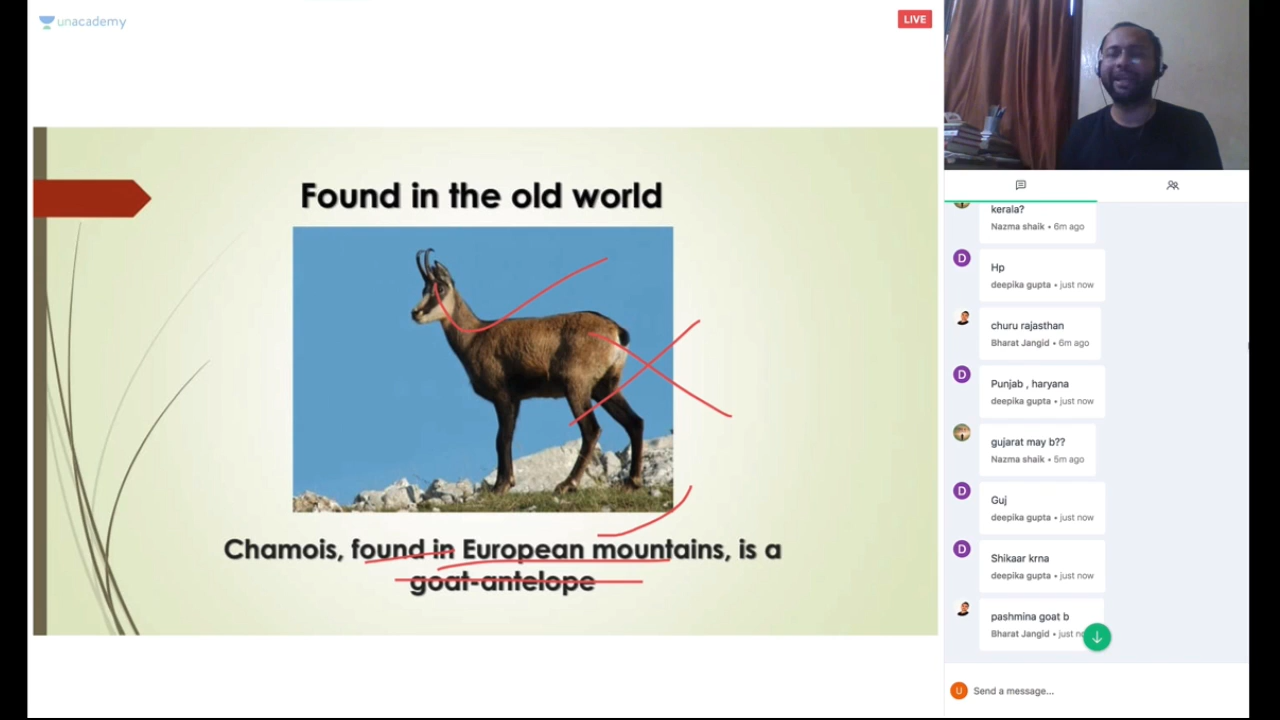 unacademy
LIVE
Found in the old world
Chamois, found in European mountains, is a
goat-antelope
kerala?
Nazma shaik • 6m ago
D
Hp
deepika gupta • just now
churu rajasthan
Bharat Jangid • 6m ago
D
Punjab , haryana
deepika gupta • just now
gujarat may b??
Nazma shaik • 5m ago
D
Guj
deepika gupta • just now
D
Shikaar krna
deepika gupta • just now
pashmina goat b
Bharat Jangid • just
U
Send a message...